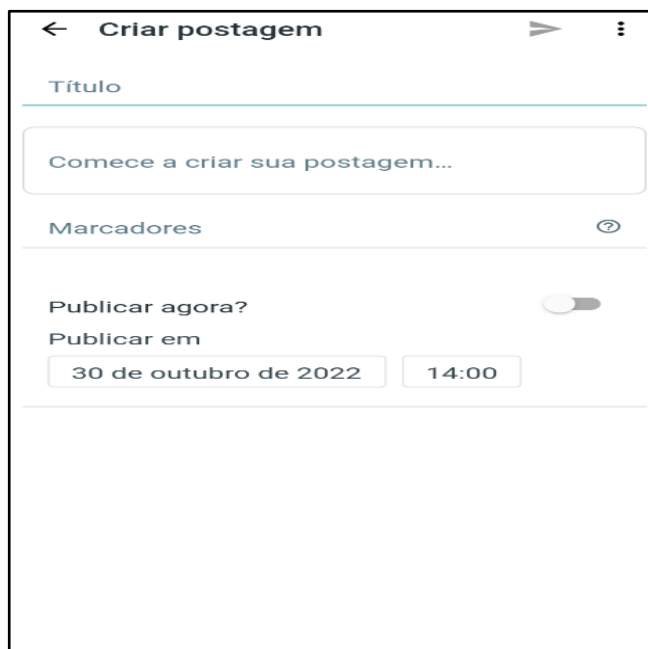 Criar postagem
Título
Comece a criar sua postagem...
Marcadores
Publicar agora?
Publicar em
30 de outubro de 2022 14:00